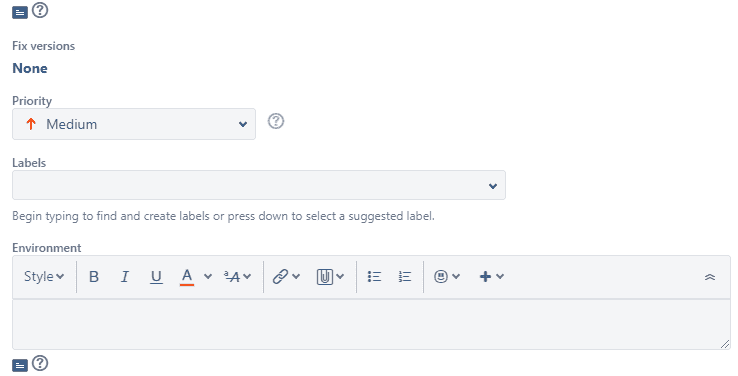 Fix versions
None
Priority
Medium
Labels
Begin typing to find and create labels or press down to select a suggested label.
Environment
Style B I U A ªA